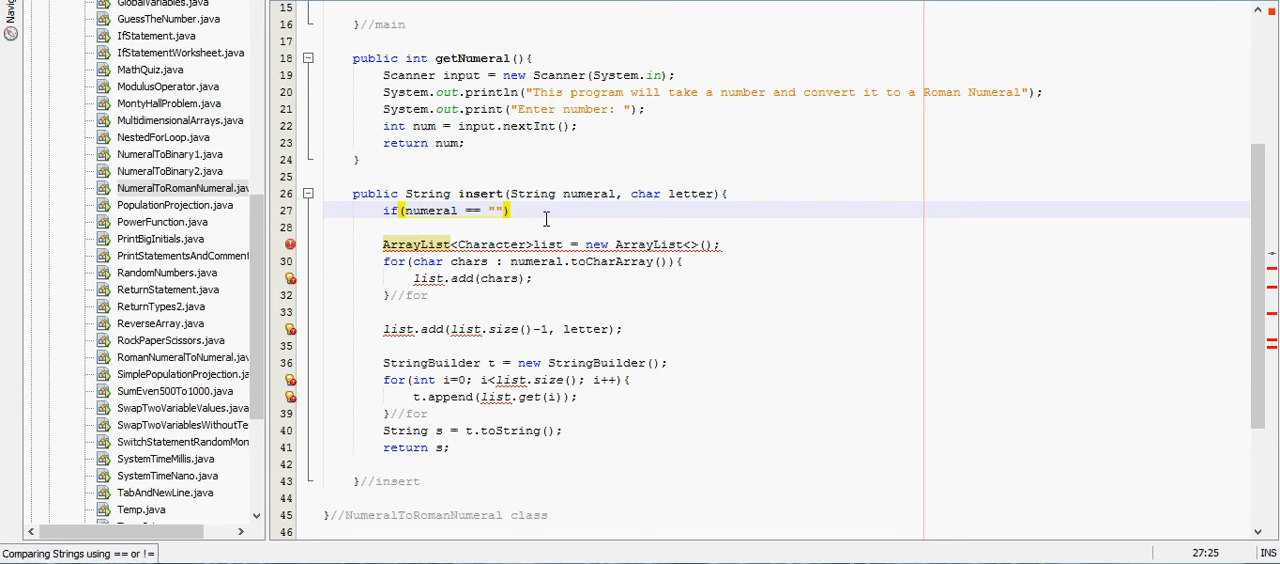 Navig
GlobalVariables.java
GuessTheNumber.java
IfStatement.java
IfStatementWorksheet.java
MathQuiz.java
ModulusOperator.java
MontyHallProblem.java
MultidimensionalArrays.java
NestedForLoop.java
NumeralToBinary1.java
NumeralToBinary2.java
NumeralToRomanNumeral.jav
PopulationProjection.java
PowerFunction.java
PrintBigInitials.java
PrintStatementsAndComment
RandomNumbers.java
ReturnStatement.java
ReturnTypes2.java
ReverseArray.java
RockPaperScissors.java
RomanNumeralToNumeral.java
SimplePopulationProjection.ja
SumEven500To1000.java
SwapTwoVariableValues.java
SwapTwoVariablesWithoutTe
SwitchStatementRandomMon
SystemTimeMillis.java
SystemTimeNano.java
TabAndNewLine.java
Temp.java
15
16 }//main
17
18 public int getNumeral(){
19 Scanner input = new Scanner(System.in);
20 System.out.println("This program will take a number and convert it to a Roman Numeral");
21 System.out.print("Enter number: ");
22 int num = input.nextInt();
23 return num;
24 }
25
26 public String insert(String numeral, char letter){
27 if(numeral == "")
28
ArrayList<Character>list = new ArrayList<>();
30 for(char chars : numeral.toCharArray()){
list.add(chars);
32 }//for
33
list.add(list.size()-1, letter);
35
36 StringBuilder t = new StringBuilder();
for(int i=0; i<list.size(); i++){
t.append(list.get(i));
39 }//for
40 String s = t.toString();
41 return s;
42
43 }//insert
44
45 }//NumeralToRomanNumeral class
46
Comparing Strings using == or !=
27:25 INS